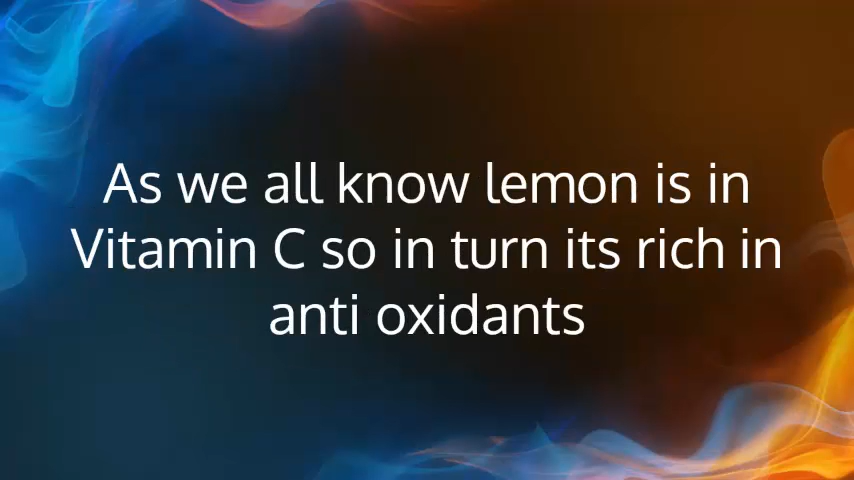 As we all know lemon is in
Vitamin C so in turn its rich in
anti oxidants